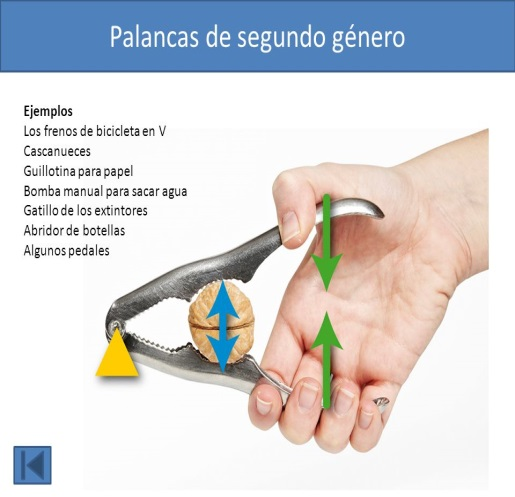 Palancas de segundo género
Ejemplos
Los frenos de bicicleta en V
Cascanueces
Guillotina para papel
Bomba manual para sacar agua
Gatillo de los extintores
Abridor de botellas
Algunos pedales